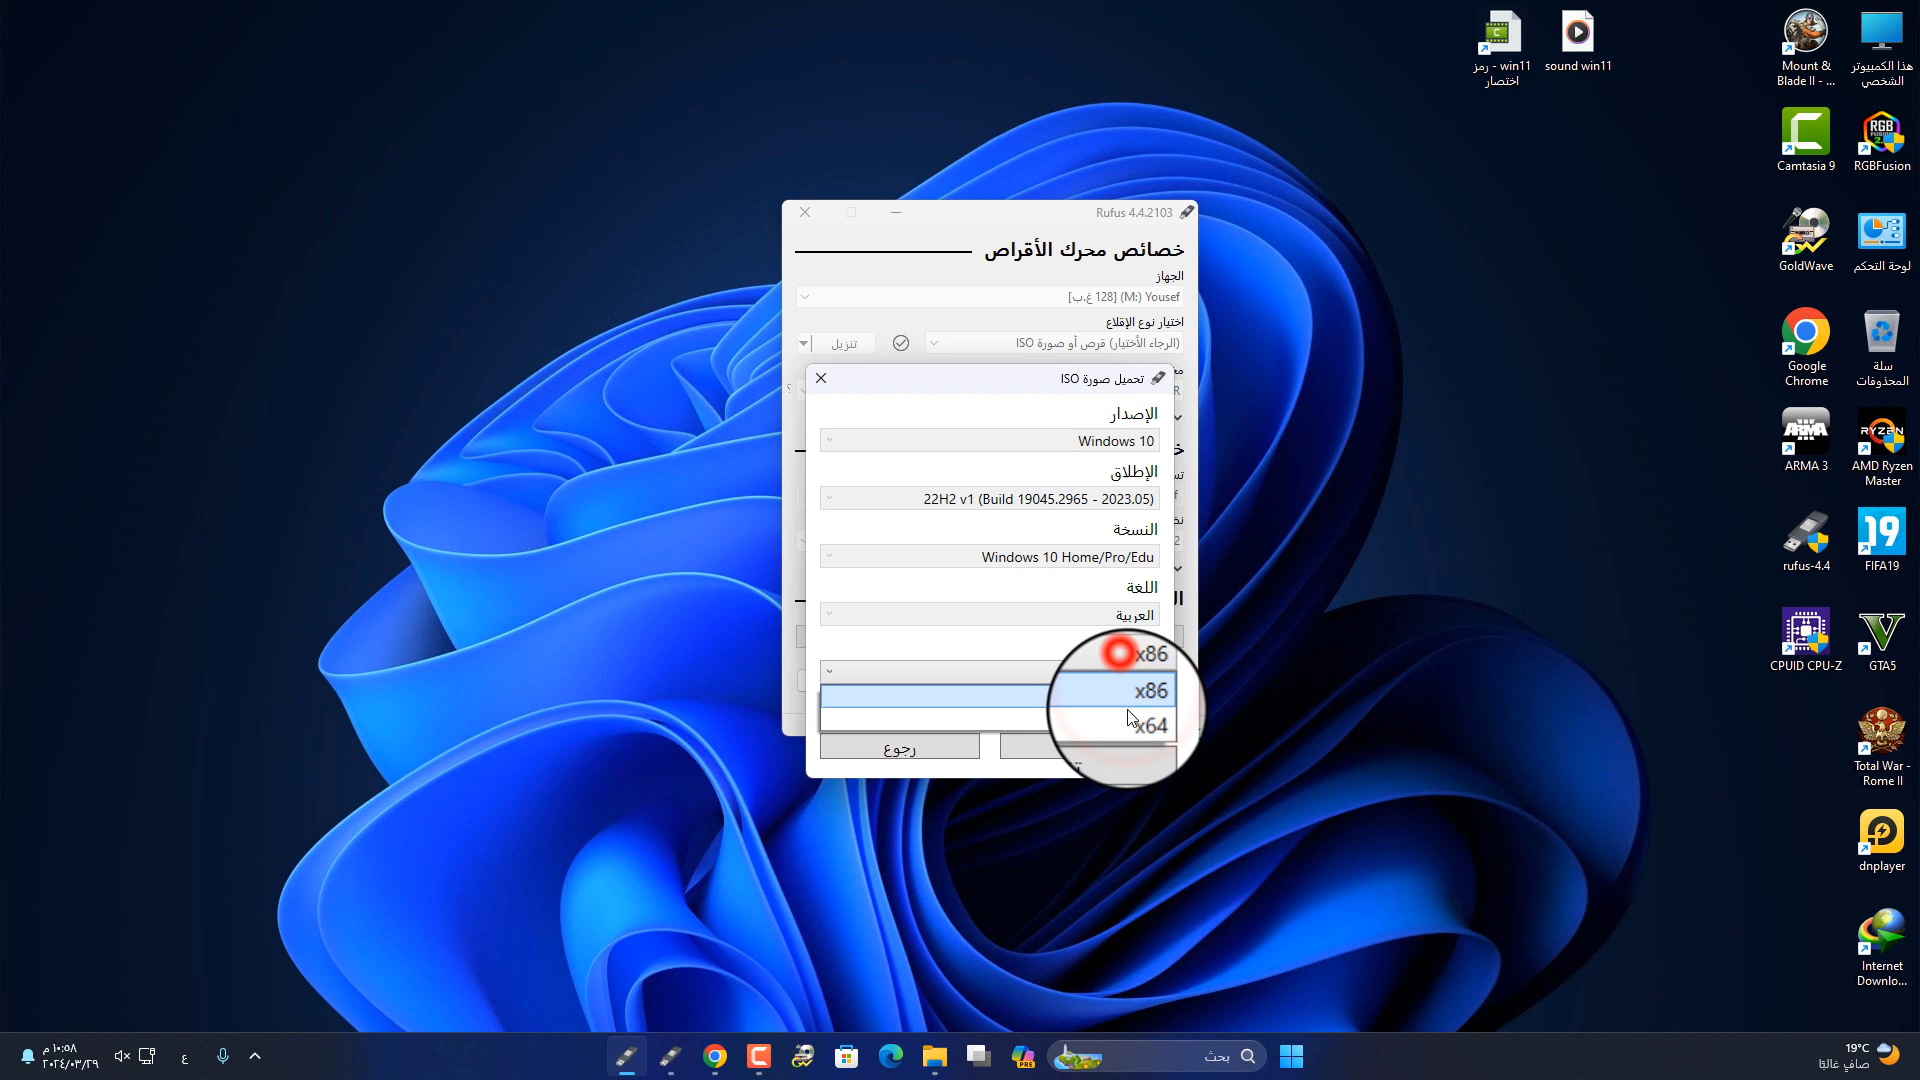 win11 - رمز
اختصار
sound win11
Mount &
Blade II - ...
هذا الكمبيوتر
الشخصي
Camtasia 9
RGBFusion
GoldWave
لوحة التحكم
Google
Chrome
سلة
المحذوفات
ARMA 3
AMD Ryzen
Master
rufus-4.4
FIFA19
CPUID CPU-Z
GTA5
Total War -
Rome II
dnplayer
Internet
Downlo...
Rufus 4.4.2103
خصائص محرك الأقراص
الجهاز
Yousef (M:) [128 غ.ب]
اختيار نوع الإقلاع
(الرجاء الأختيار) قرص أو صورة ISO
تنزيل
تحميل صورة ISO
الإصدار
Windows 10
الإطلاق
22H2 v1 (Build 19045.2965 - 2023.05)
النسخة
Windows 10 Home/Pro/Edu
اللغة
العربية
x86
x86
x64
رجوع
١٠:٥٨ م
٢٠٢٤/٠٣/٢٩
ع
PRE
بحث
19°C
صافٍ غالبًا